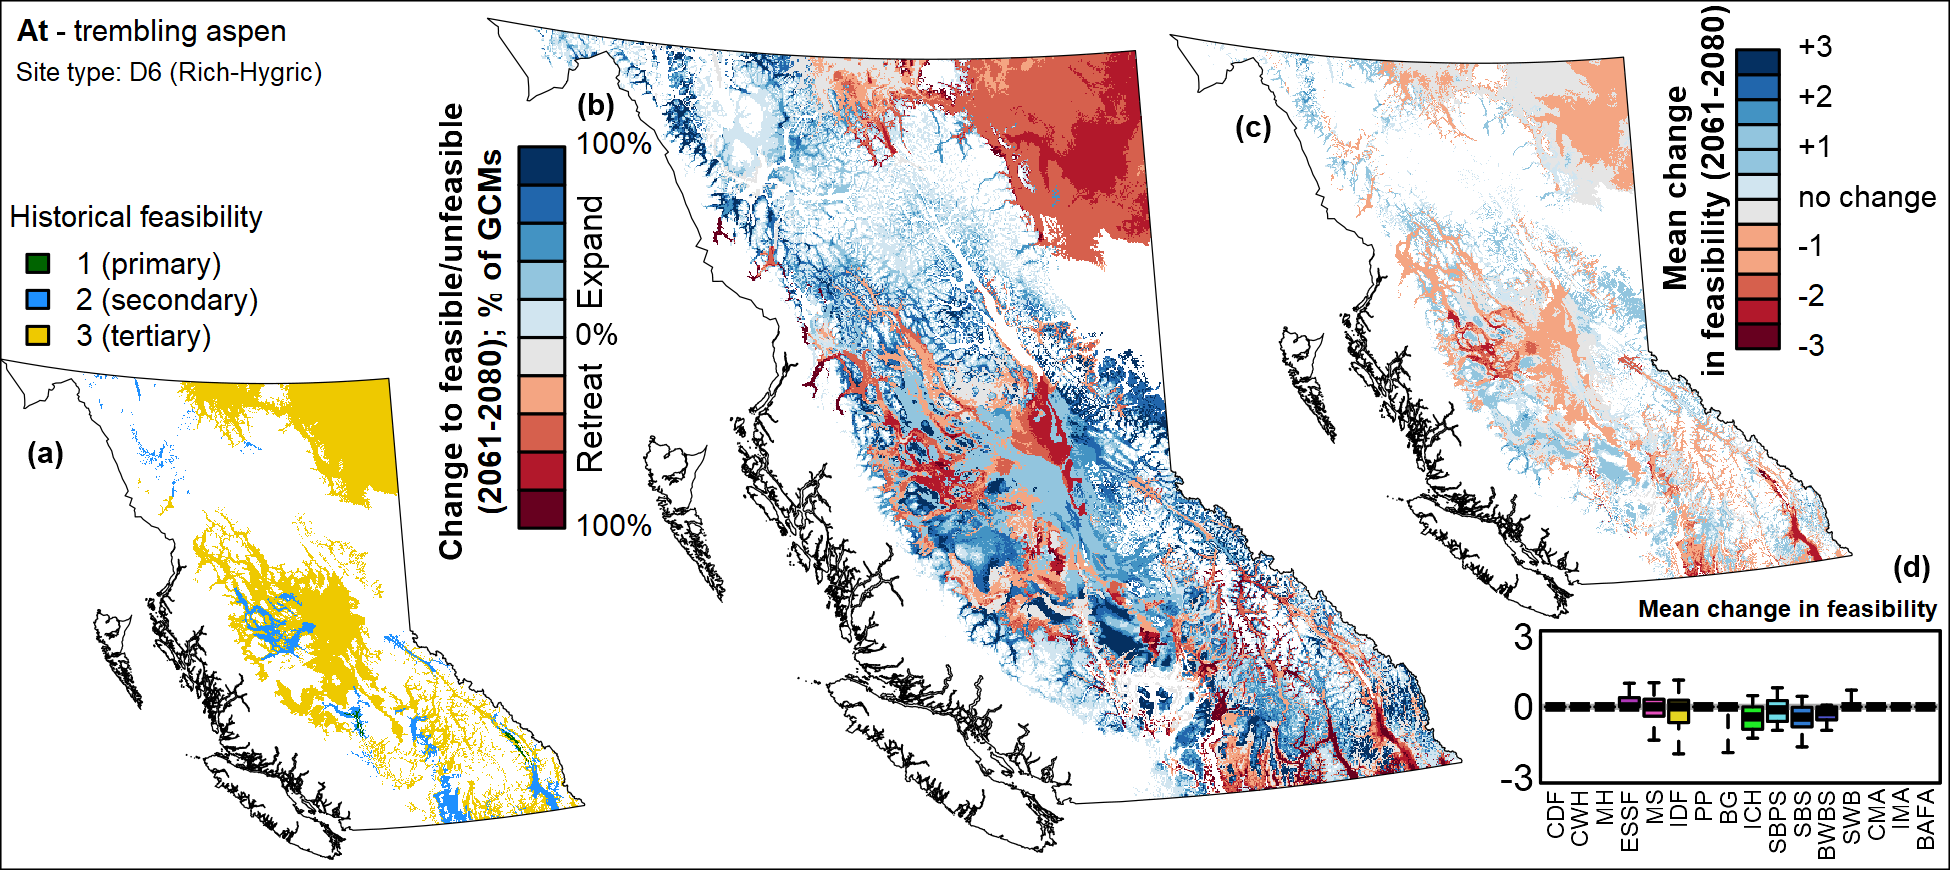 At - trembling aspen
Site type: D6 (Rich-Hygric)
Historical feasibility
1 (primary)
2 (secondary)
3 (tertiary)
(a)
(b)
Change to feasible/unfeasible
(2061-2080); % of GCMs
100%
Expand
0%
Retreat
100%
(c)
Mean change
in feasibility (2061-2080)
+3
+2
+1
no change
-1
-2
-3
(d)
Mean change in feasibility
3
0
-3
CDF
CWH
MH
ESSF
MS
IDF
PP
BG
ICH
SBPS
SBS
BWBS
SWB
CMA
IMA
BAFA